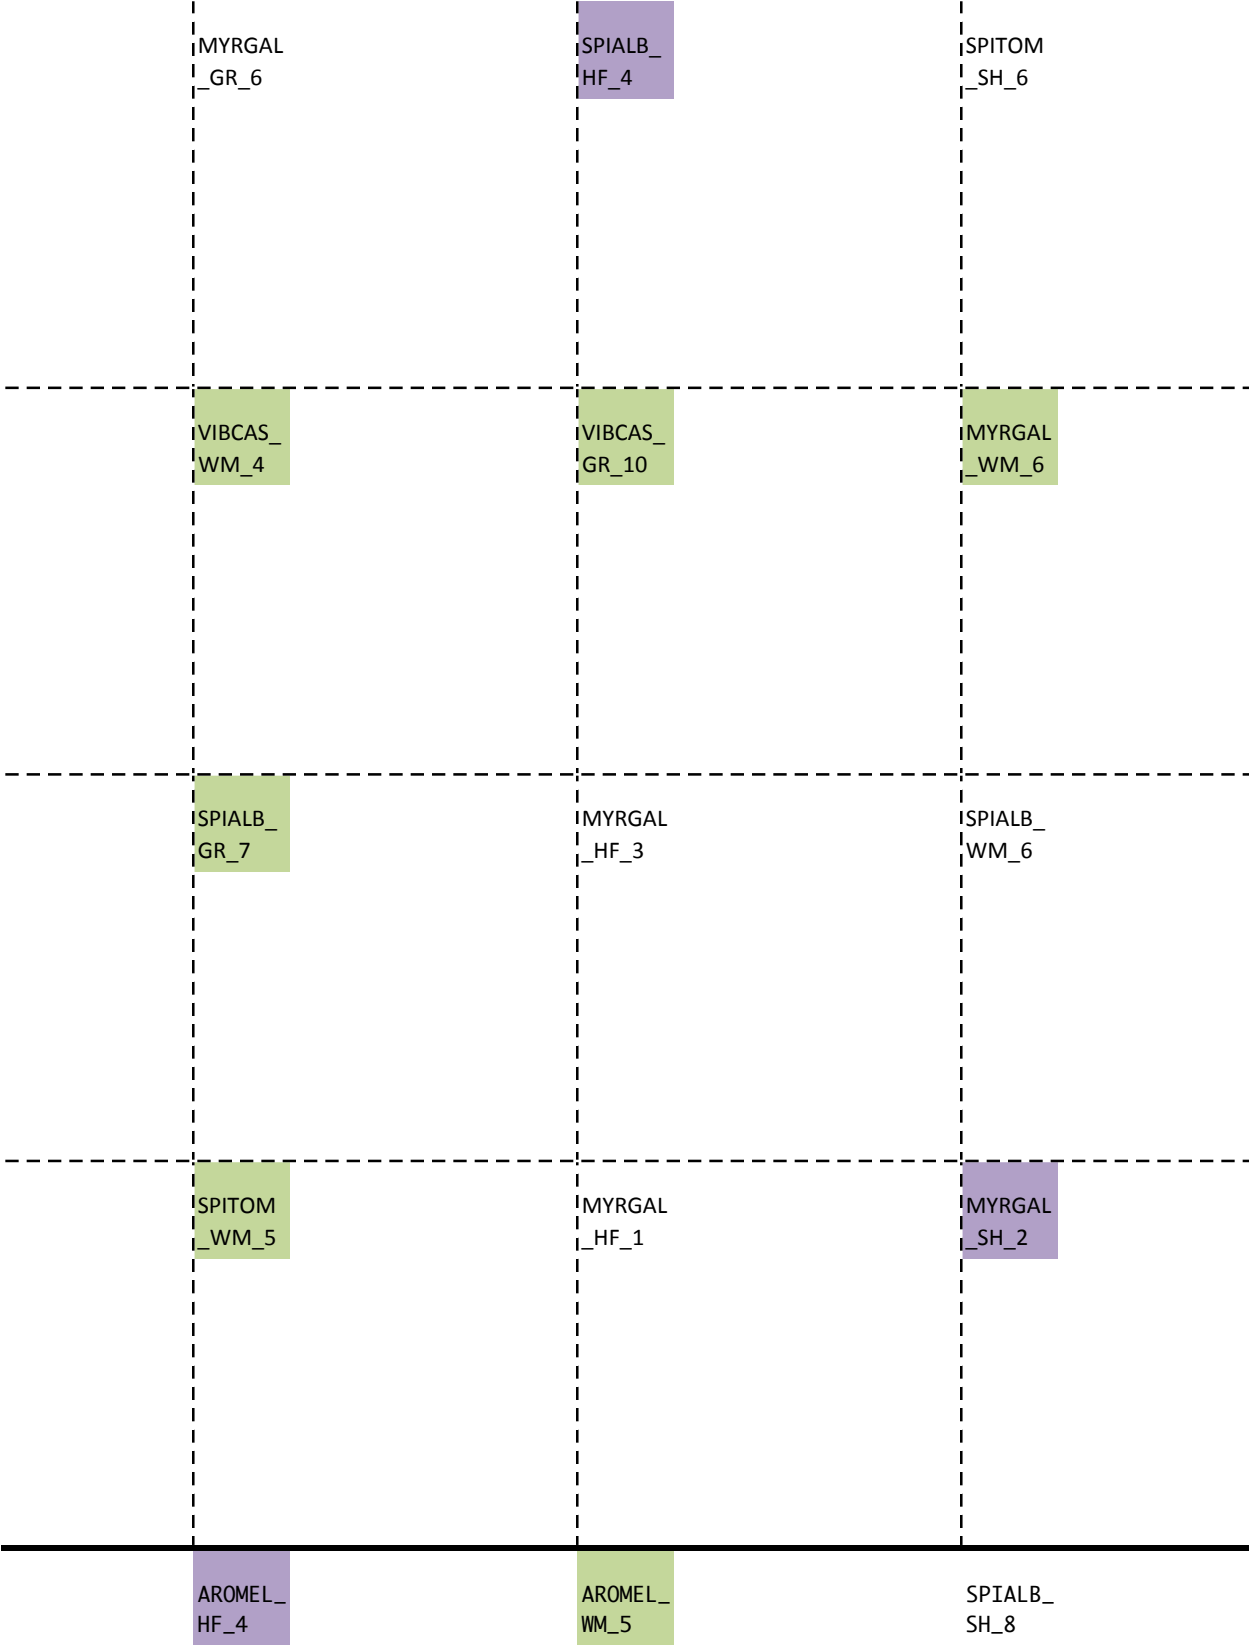 MYRGAL
_GR_6
SPIALB_
HF_4
SPITOM
_SH_6
VIBCAS_
WM_4
VIBCAS_
GR_10
MYRGAL
_WM_6
SPIALB_
GR_7
MYRGAL
_HF_3
SPIALB_
WM_6
SPITOM
_WM_5
MYRGAL
_HF_1
MYRGAL
_SH_2
AROMEL_
HF_4
AROMEL_
WM_5
SPIALB_
SH_8